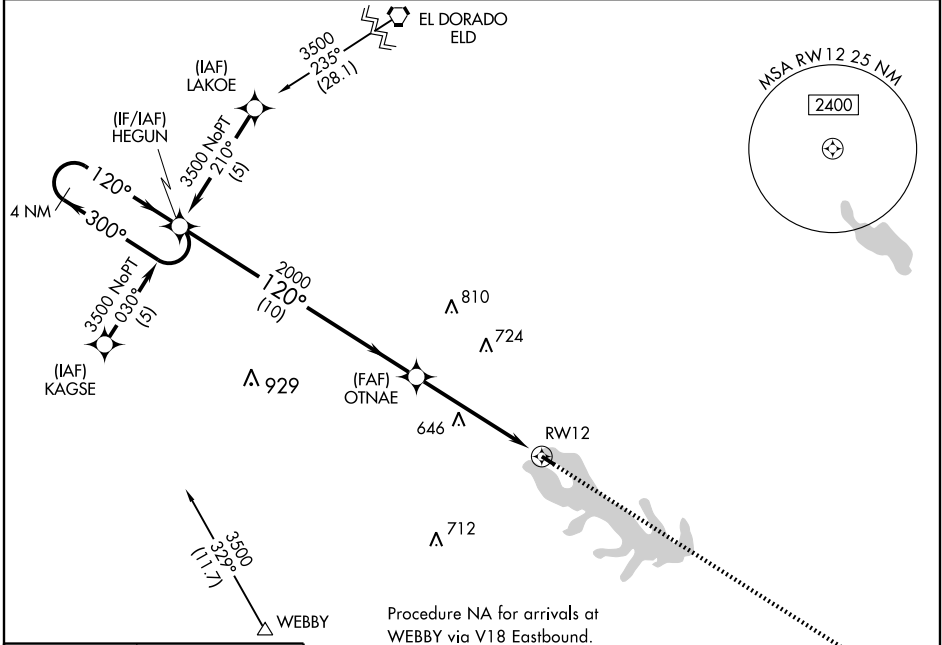 EL DORADO
ELD
3500
235°
(28.1)
(IAF)
LAKOE
MSA RW12 25 NM
2400
(IF/IAF)
HEGUN
3500 NoPT
210°
(5)
120°
4 NM
300°
3500 NoPT
030°
(5)
2000
120°
(10)
810
724
(IAF)
KAGSE
929
(FAF)
OTNAE
646
RW12
712
3500
329°
(11.7)
WEBBY
Procedure NA for arrivals at
WEBBY via V18 Eastbound.